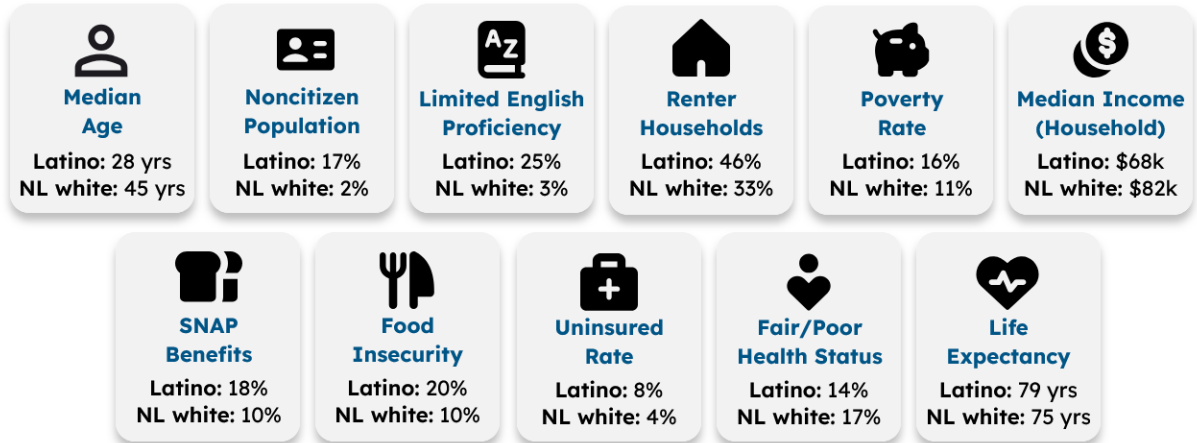 A Z
$
Median
Age
Latino: 28 yrs
NL white: 45 yrs
Noncitizen
Population
Latino: 17%
NL white: 2%
Limited English
Proficiency
Latino: 25%
NL white: 3%
Renter
Households
Latino: 46%
NL white: 33%
Poverty
Rate
Latino: 16%
NL white: 11%
Median Income
(Household)
Latino: $68k
NL white: $82k
SNAP
Benefits
Latino: 18%
NL white: 10%
Food
Insecurity
Latino: 20%
NL white: 10%
Uninsured
Rate
Latino: 8%
NL white: 4%
Fair/Poor
Health Status
Latino: 14%
NL white: 17%
Life
Expectancy
Latino: 79 yrs
NL white: 75 yrs